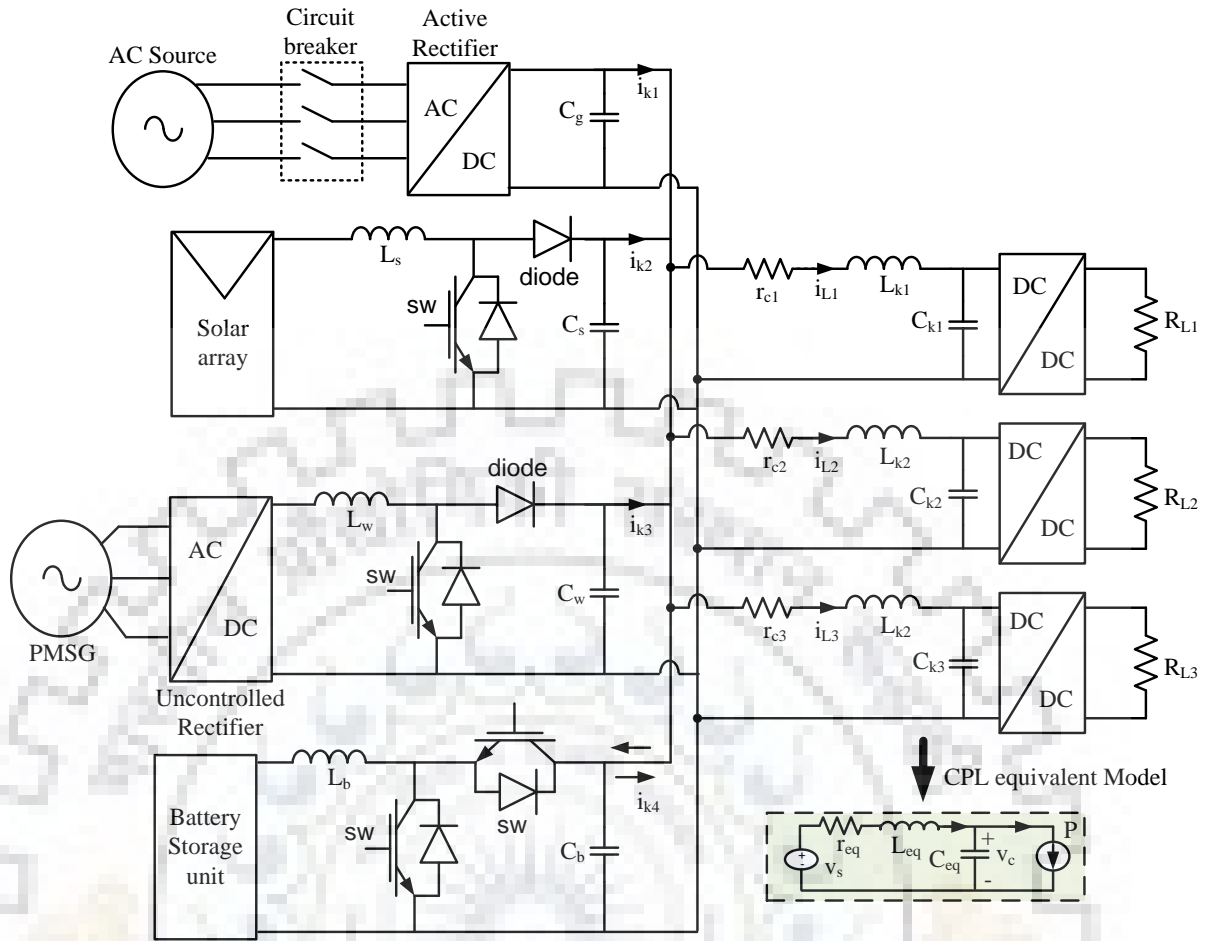 AC Source
Circuit
breaker
Active
Rectifier
AC
DC
C_g
i_k1
Solar
array
L_s
sw
diode
C_s
i_k2
PMSG
AC
DC
Uncontrolled
Rectifier
L_w
sw
diode
C_w
i_k3
Battery
Storage
unit
L_b
sw
sw
C_b
i_k4
r_c1
i_L1
L_k1
C_k1
DC
DC
R_L1
r_c2
i_L2
L_k2
C_k2
DC
DC
R_L2
r_c3
i_L3
L_k2
C_k3
DC
DC
R_L3
CPL equivalent Model
+
-
v_s
r_eq
L_eq
C_eq
+
v_c
-
P